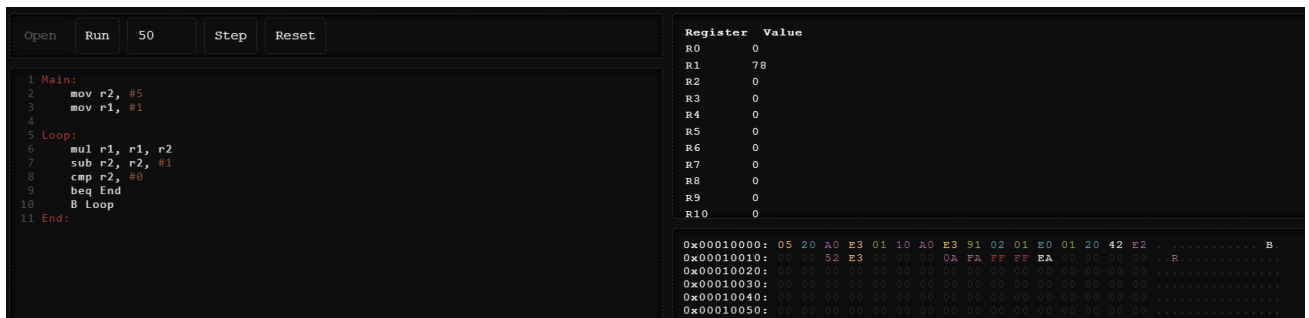 Open Run 50 Step Reset
1 Main:
2 mov r2, #5
3 mov r1, #1
4
5 Loop:
6 mul r1, r1, r2
7 sub r2, r2, #1
8 cmp r2, #0
9 beq End
10 B Loop
11 End:
Register Value
R0 0
R1 78
R2 0
R3 0
R4 0
R5 0
R6 0
R7 0
R8 0
R9 0
R10 0
0x00010000: 05 20 A0 E3 01 10 A0 E3 91 02 01 E0 01 20 42 E2 . ............ B.
0x00010010: 00 00 52 E3 00 00 00 0A FA FF FF EA 00 00 00 00 ..R.............
0x00010020: 00 00 00 00 00 00 00 00 00 00 00 00 00 00 00 00 ................
0x00010030: 00 00 00 00 00 00 00 00 00 00 00 00 00 00 00 00 ................
0x00010040: 00 00 00 00 00 00 00 00 00 00 00 00 00 00 00 00 ................
0x00010050: 00 00 00 00 00 00 00 00 00 00 00 00 00 00 00 00 ................